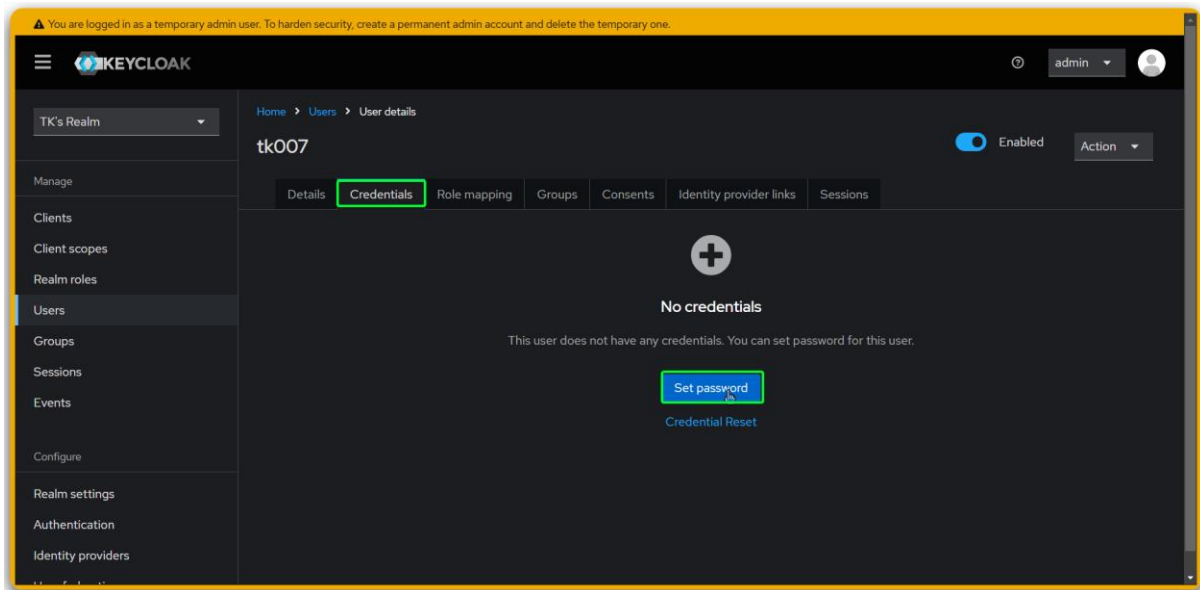 You are logged in as a temporary admin user. To harden security, create a permanent admin account and delete the temporary one.
KEYCLOAK
admin
TK's Realm
Home > Users > User details
tk007
Enabled
Action
Manage
Details Credentials Role mapping Groups Consents Identity provider links Sessions
Clients
Client scopes
Realm roles
Users
Groups
Sessions
Events
No credentials
This user does not have any credentials. You can set password for this user.
Set password
Credential Reset
Configure
Realm settings
Authentication
Identity providers